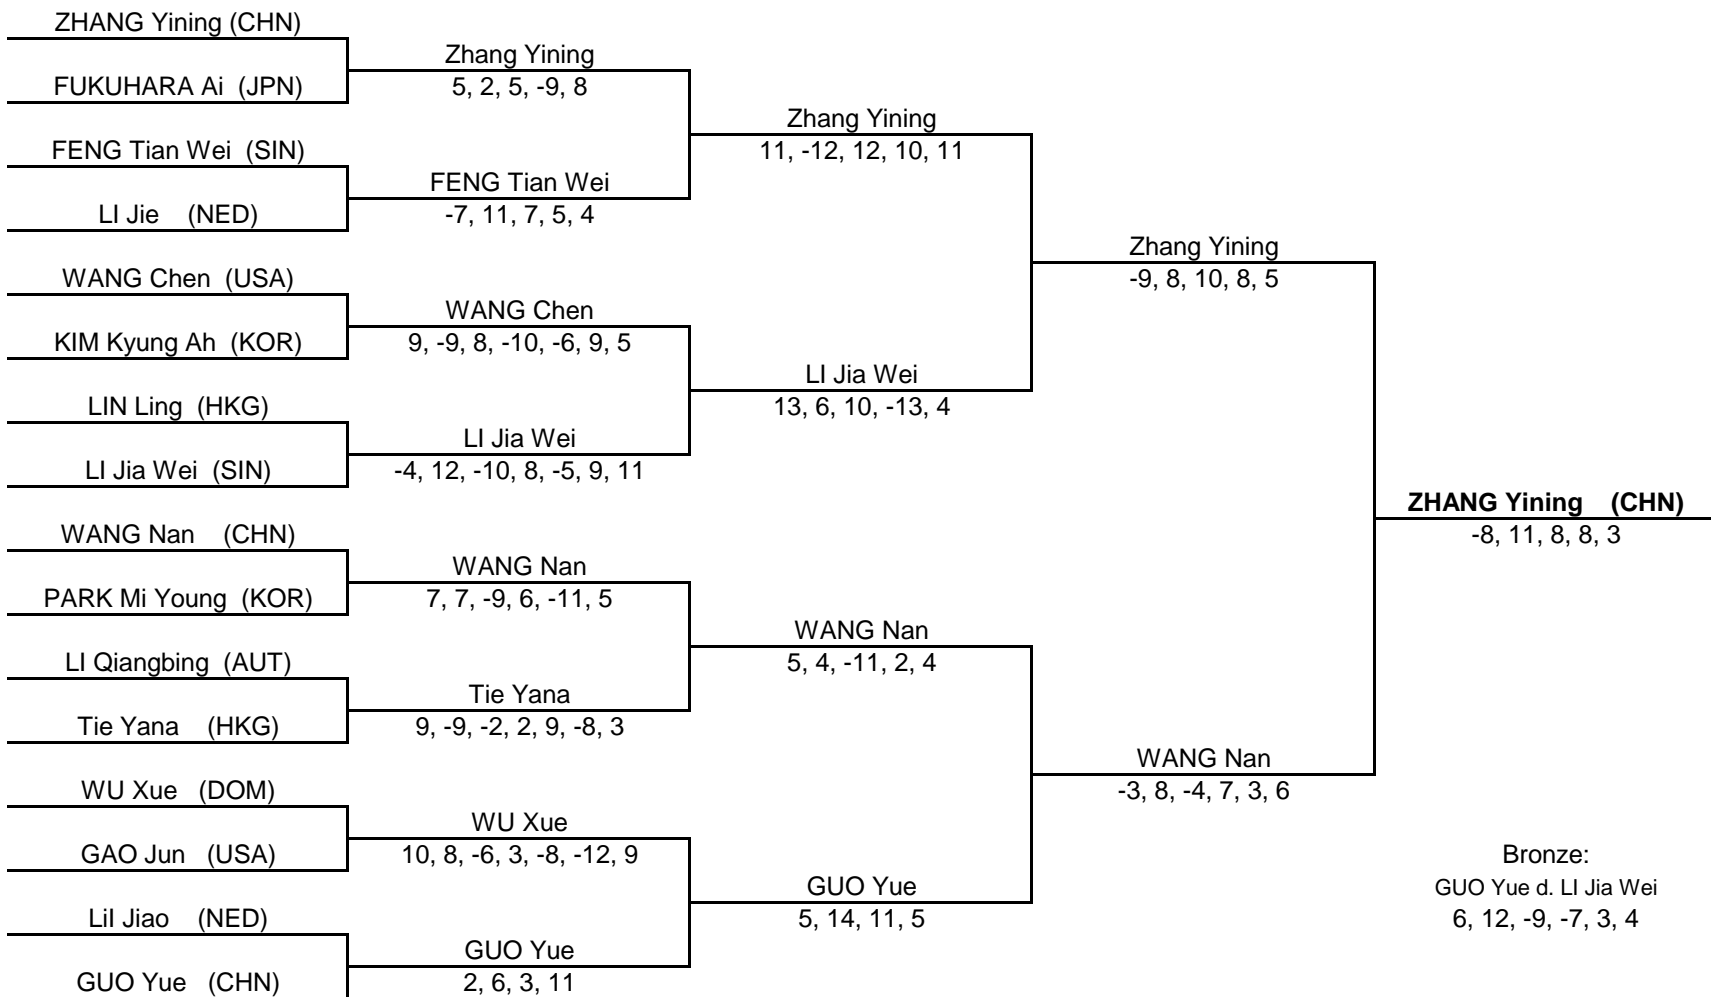 ZHANG Yining (CHN)
FUKUHARA Ai (JPN)
FENG Tian Wei (SIN)
LI Jie (NED)
WANG Chen (USA)
KIM Kyung Ah (KOR)
LIN Ling (HKG)
LI Jia Wei (SIN)
WANG Nan (CHN)
PARK Mi Young (KOR)
LI Qiangbing (AUT)
Tie Yana (HKG)
WU Xue (DOM)
GAO Jun (USA)
LiI Jiao (NED)
GUO Yue (CHN)
Zhang Yining
5, 2, 5, -9, 8
FENG Tian Wei
-7, 11, 7, 5, 4
WANG Chen
9, -9, 8, -10, -6, 9, 5
LI Jia Wei
-4, 12, -10, 8, -5, 9, 11
WANG Nan
7, 7, -9, 6, -11, 5
Tie Yana
9, -9, -2, 2, 9, -8, 3
WU Xue
10, 8, -6, 3, -8, -12, 9
GUO Yue
2, 6, 3, 11
Zhang Yining
11, -12, 12, 10, 11
LI Jia Wei
13, 6, 10, -13, 4
WANG Nan
5, 4, -11, 2, 4
GUO Yue
5, 14, 11, 5
Zhang Yining
-9, 8, 10, 8, 5
WANG Nan
-3, 8, -4, 7, 3, 6
ZHANG Yining (CHN)
-8, 11, 8, 8, 3
Bronze:
GUO Yue d. LI Jia Wei
6, 12, -9, -7, 3, 4